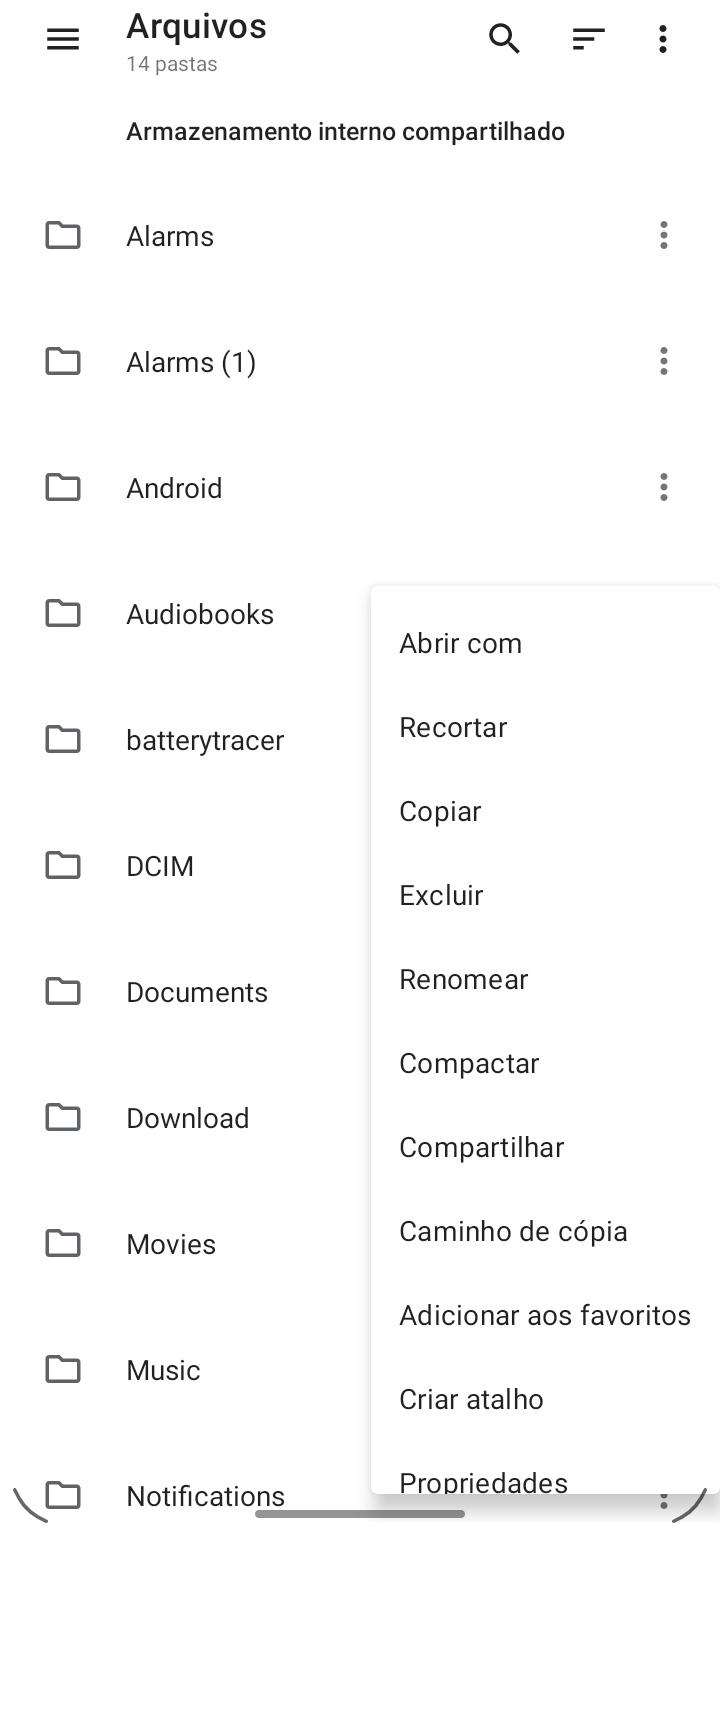 Arquivos
14 pastas
Armazenamento interno compartilhado
Alarms
Alarms (1)
Android
Audiobooks
batterytracer
DCIM
Documents
Download
Movies
Music
Notifications
Abrir com
Recortar
Copiar
Excluir
Renomear
Compactar
Compartilhar
Caminho de cópia
Adicionar aos favoritos
Criar atalho
Propriedades